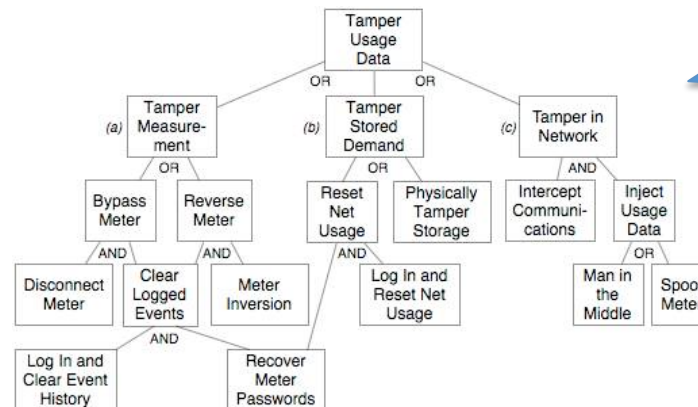 Tamper
Usage
Data
OR
OR
OR
(a)
Tamper
Measure-
ment
(b)
Tamper
Stored
Demand
(c)
Tamper in
Network
OR
OR
AND
Bypass
Meter
Reverse
Meter
Reset
Net
Usage
Physically
Tamper
Storage
Intercept
Communi-
cations
Inject
Usage
Data
AND
AND
AND
OR
Disconnect
Meter
Clear
Logged
Events
Meter
Inversion
Log In and
Reset Net
Usage
Man in
the
Middle
Spoof
Meter
AND
Log In and
Clear Event
History
Recover
Meter
Passwords